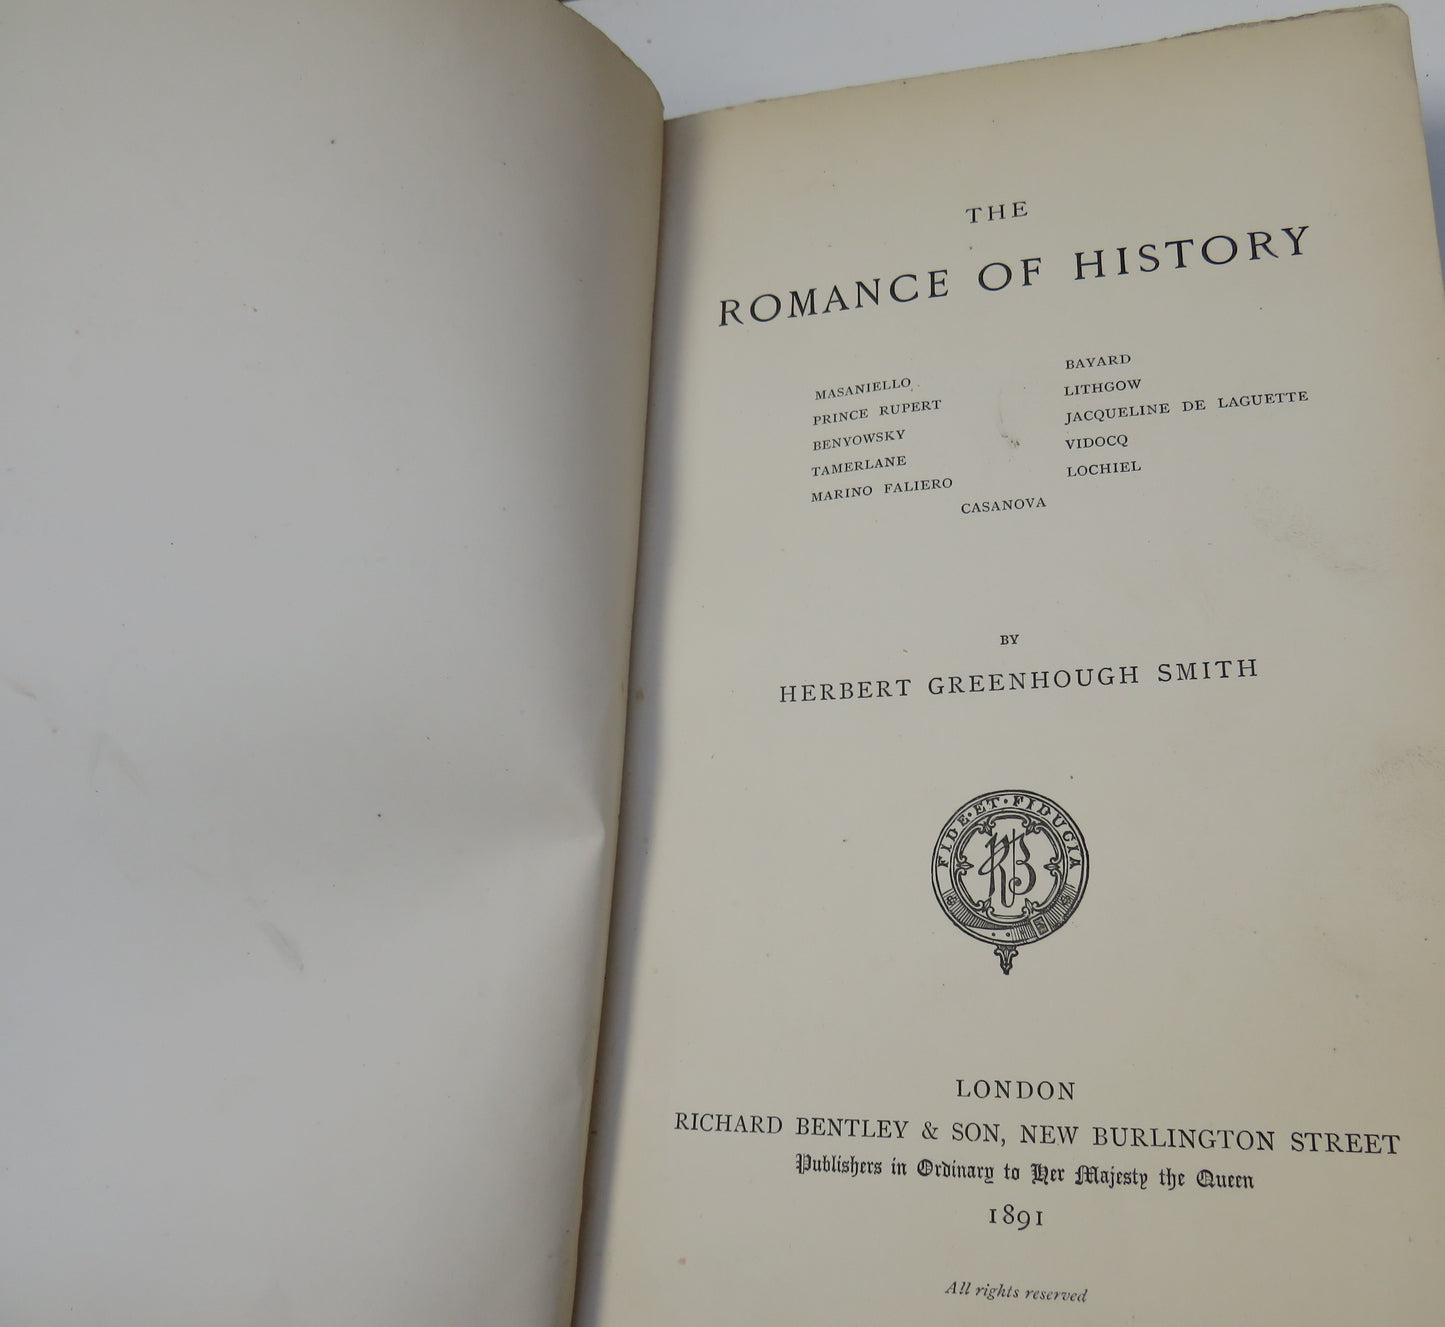 THE
ROMANCE OF HISTORY
MASANIELLO
PRINCE RUPERT
BENYOWSKY
TAMERLANE
MARINO FALIERO
BAYARD
LITHGOW
JACQUELINE DE LAGUETTE
VIDOCQ
LOCHIEL
CASANOVA
BY
HERBERT GREENHOUGH SMITH
FIDE·ET·FIDUCIA
RB
LONDON
RICHARD BENTLEY & SON, NEW BURLINGTON STREET
Publishers in Ordinary to Her Majesty the Queen
1891
All rights reserved